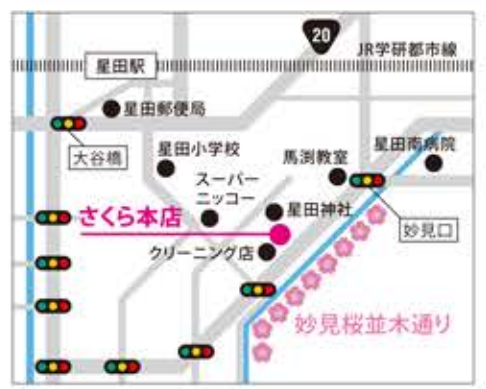 20
JR学研都市線
星田駅
星田郵便局
大谷橋
星田小学校
馬渕教室
星田南病院
スーパー
ニッコー
さくら本店
星田神社
妙見口
クリーニング店
妙見桜並木通り